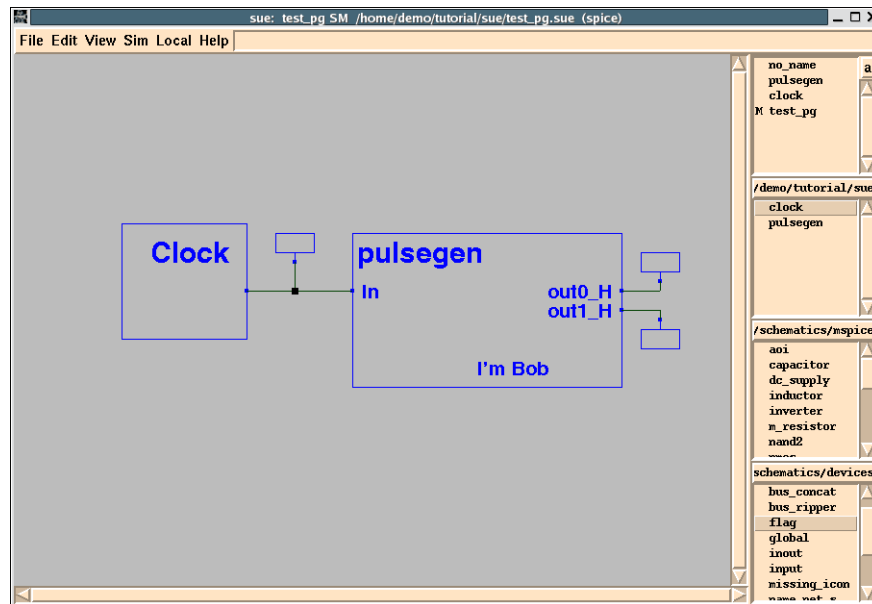 sue: test_pg SM /home/demo/tutorial/sue/test_pg.sue (spice)
File Edit View Sim Local Help
no_name
pulsegen
clock
M test_pg
a
/demo/tutorial/sue
clock
pulsegen
/schematics/mspice
aoi
capacitor
dc_supply
inductor
inverter
m_resistor
nand2
schematics/devices
bus_concat
bus_ripper
flag
global
inout
input
missing_icon
Clock
pulsegen
In
out0_H
out1_H
I'm Bob